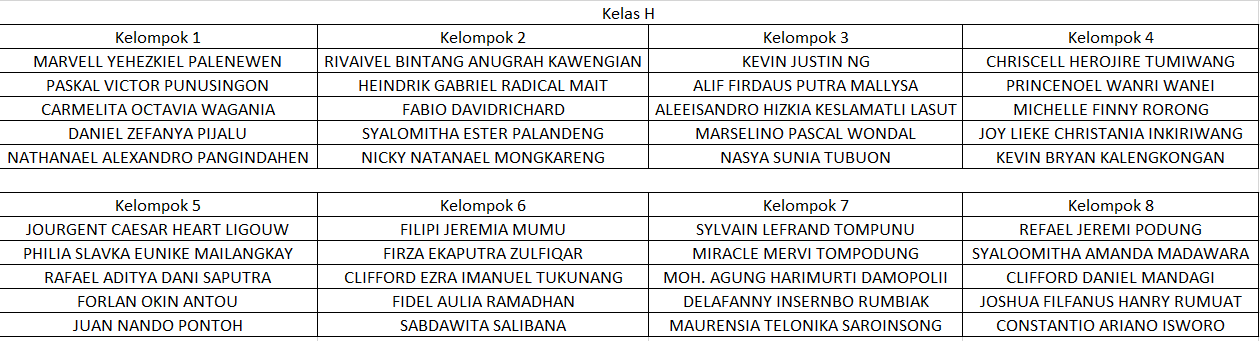 Kelas H
Kelompok 1 Kelompok 2 Kelompok 3 Kelompok 4
MARVELL YEHEZKIEL PALENEWEN RIVAIVEL BINTANG ANUGRAH KAWENGIAN KEVIN JUSTIN NG CHRISCELL HEROJIRE TUMIWANG
PASKAL VICTOR PUNUSINGON HEINDRIK GABRIEL RADICAL MAIT ALIF FIRDAUS PUTRA MALLYSA PRINCENOEL WANRI WANEI
CARMELITA OCTAVIA WAGANIA FABIO DAVIDRICHARD ALEEISANDRO HIZKIA KESLAMATLI LASUT MICHELLE FINNY RORONG
DANIEL ZEFANYA PIJALU SYALOMITHA ESTER PALANDENG MARSELINO PASCAL WONDAL JOY LIEKE CHRISTANIA INKIRIWANG
NATHANAEL ALEXANDRO PANGINDAHEN NICKY NATANAEL MONGKARENG NASYA SUNIA TUBUON KEVIN BRYAN KALENGKONGAN
Kelompok 5 Kelompok 6 Kelompok 7 Kelompok 8
JOURGENT CAESAR HEART LIGOUW FILIPI JEREMIA MUMU SYLVAIN LEFRAND TOMPUNU REFAEL JEREMI PODUNG
PHILIA SLAVKA EUNIKE MAILANGKAY FIRZA EKAPUTRA ZULFIQAR MIRACLE MERVI TOMPODUNG SYALOOMITHA AMANDA MADAWARA
RAFAEL ADITYA DANI SAPUTRA CLIFFORD EZRA IMANUEL TUKUNANG MOH. AGUNG HARIMURTI DAMOPOLII CLIFFORD DANIEL MANDAGI
FORLAN OKIN ANTOU FIDEL AULIA RAMADHAN DELAFANNY INSERNBO RUMBIAK JOSHUA FILFANUS HANRY RUMUAT
JUAN NANDO PONTOH SABDAWITA SALIBANA MAURENSIA TELONIKA SAROINSONG CONSTANTIO ARIANO ISWORO